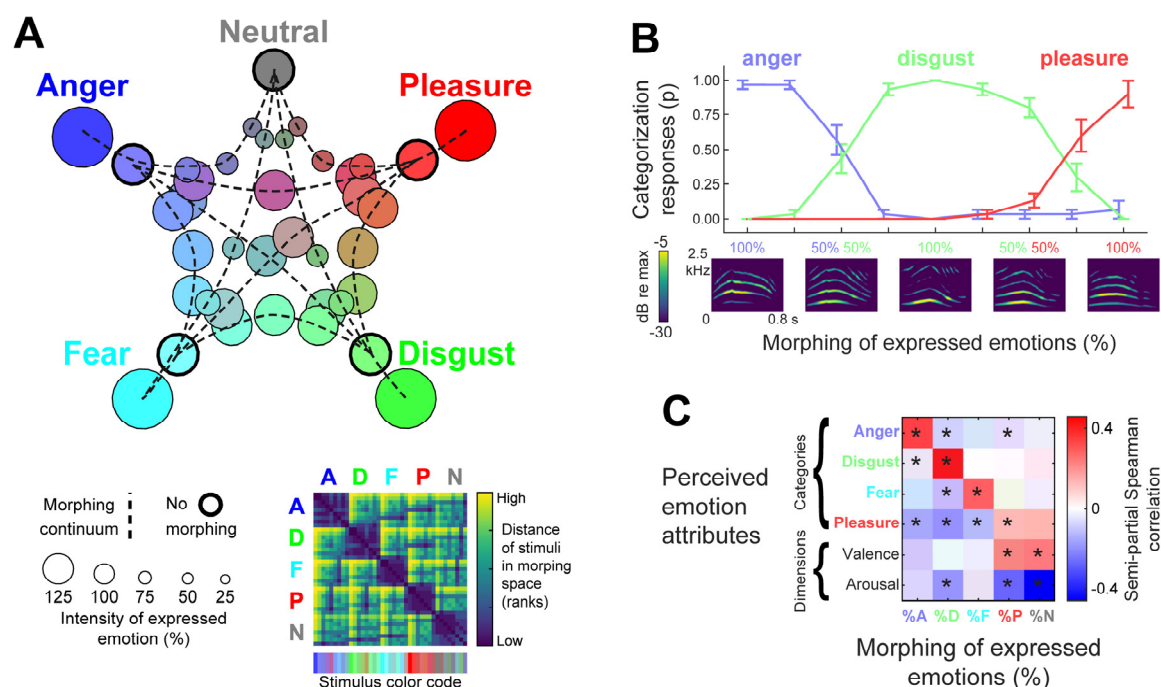 A
Neutral
Anger
Pleasure
Fear
Disgust
Morphing
continuum
No
morphing
125 100 75 50 25
Intensity of expressed
emotion (%)
A D F P N
A
D
F
P
N
High
Distance
of stimuli
in morping
space
(ranks)
Low
Stimulus color code
B
anger disgust pleasure
Categorization
responses (p)
1.00
0.75
0.50
0.25
0.00
100% 50% 50% 100% 50% 50% 100%
dB re max
-5
-30
2.5
kHz
0 0.8 s
Morphing of expressed emotions (%)
C
Perceived
emotion
attributes
Categories
Dimensions
Anger * * *
Disgust * *
Fear * *
Pleasure * * * *
Valence * *
Arousal * * *
%A %D %F %P %N
Morphing of expressed
emotions (%)
0.4
0
-0.4
Semi-partial Spearman
correlation